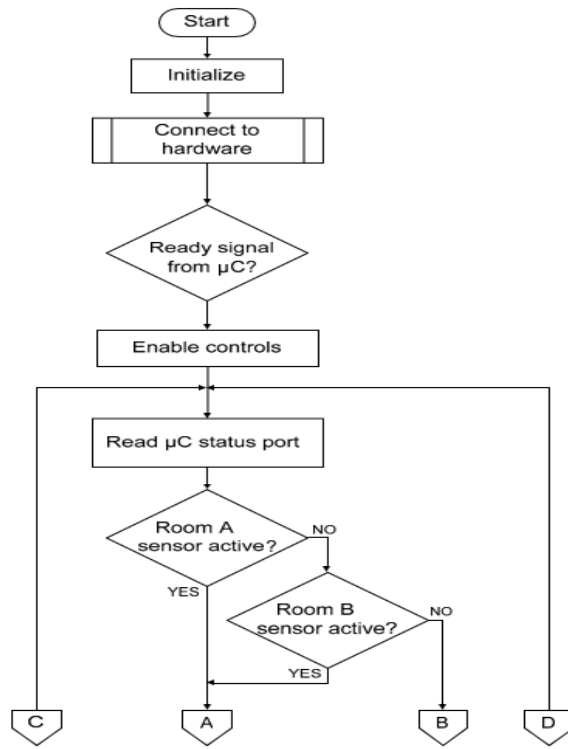 Start
Initialize
Connect to
hardware
Ready signal
from µC?
Enable controls
Read µC status port
Room A
sensor active?
NO
YES
Room B
sensor active?
NO
YES
C
A
B
D